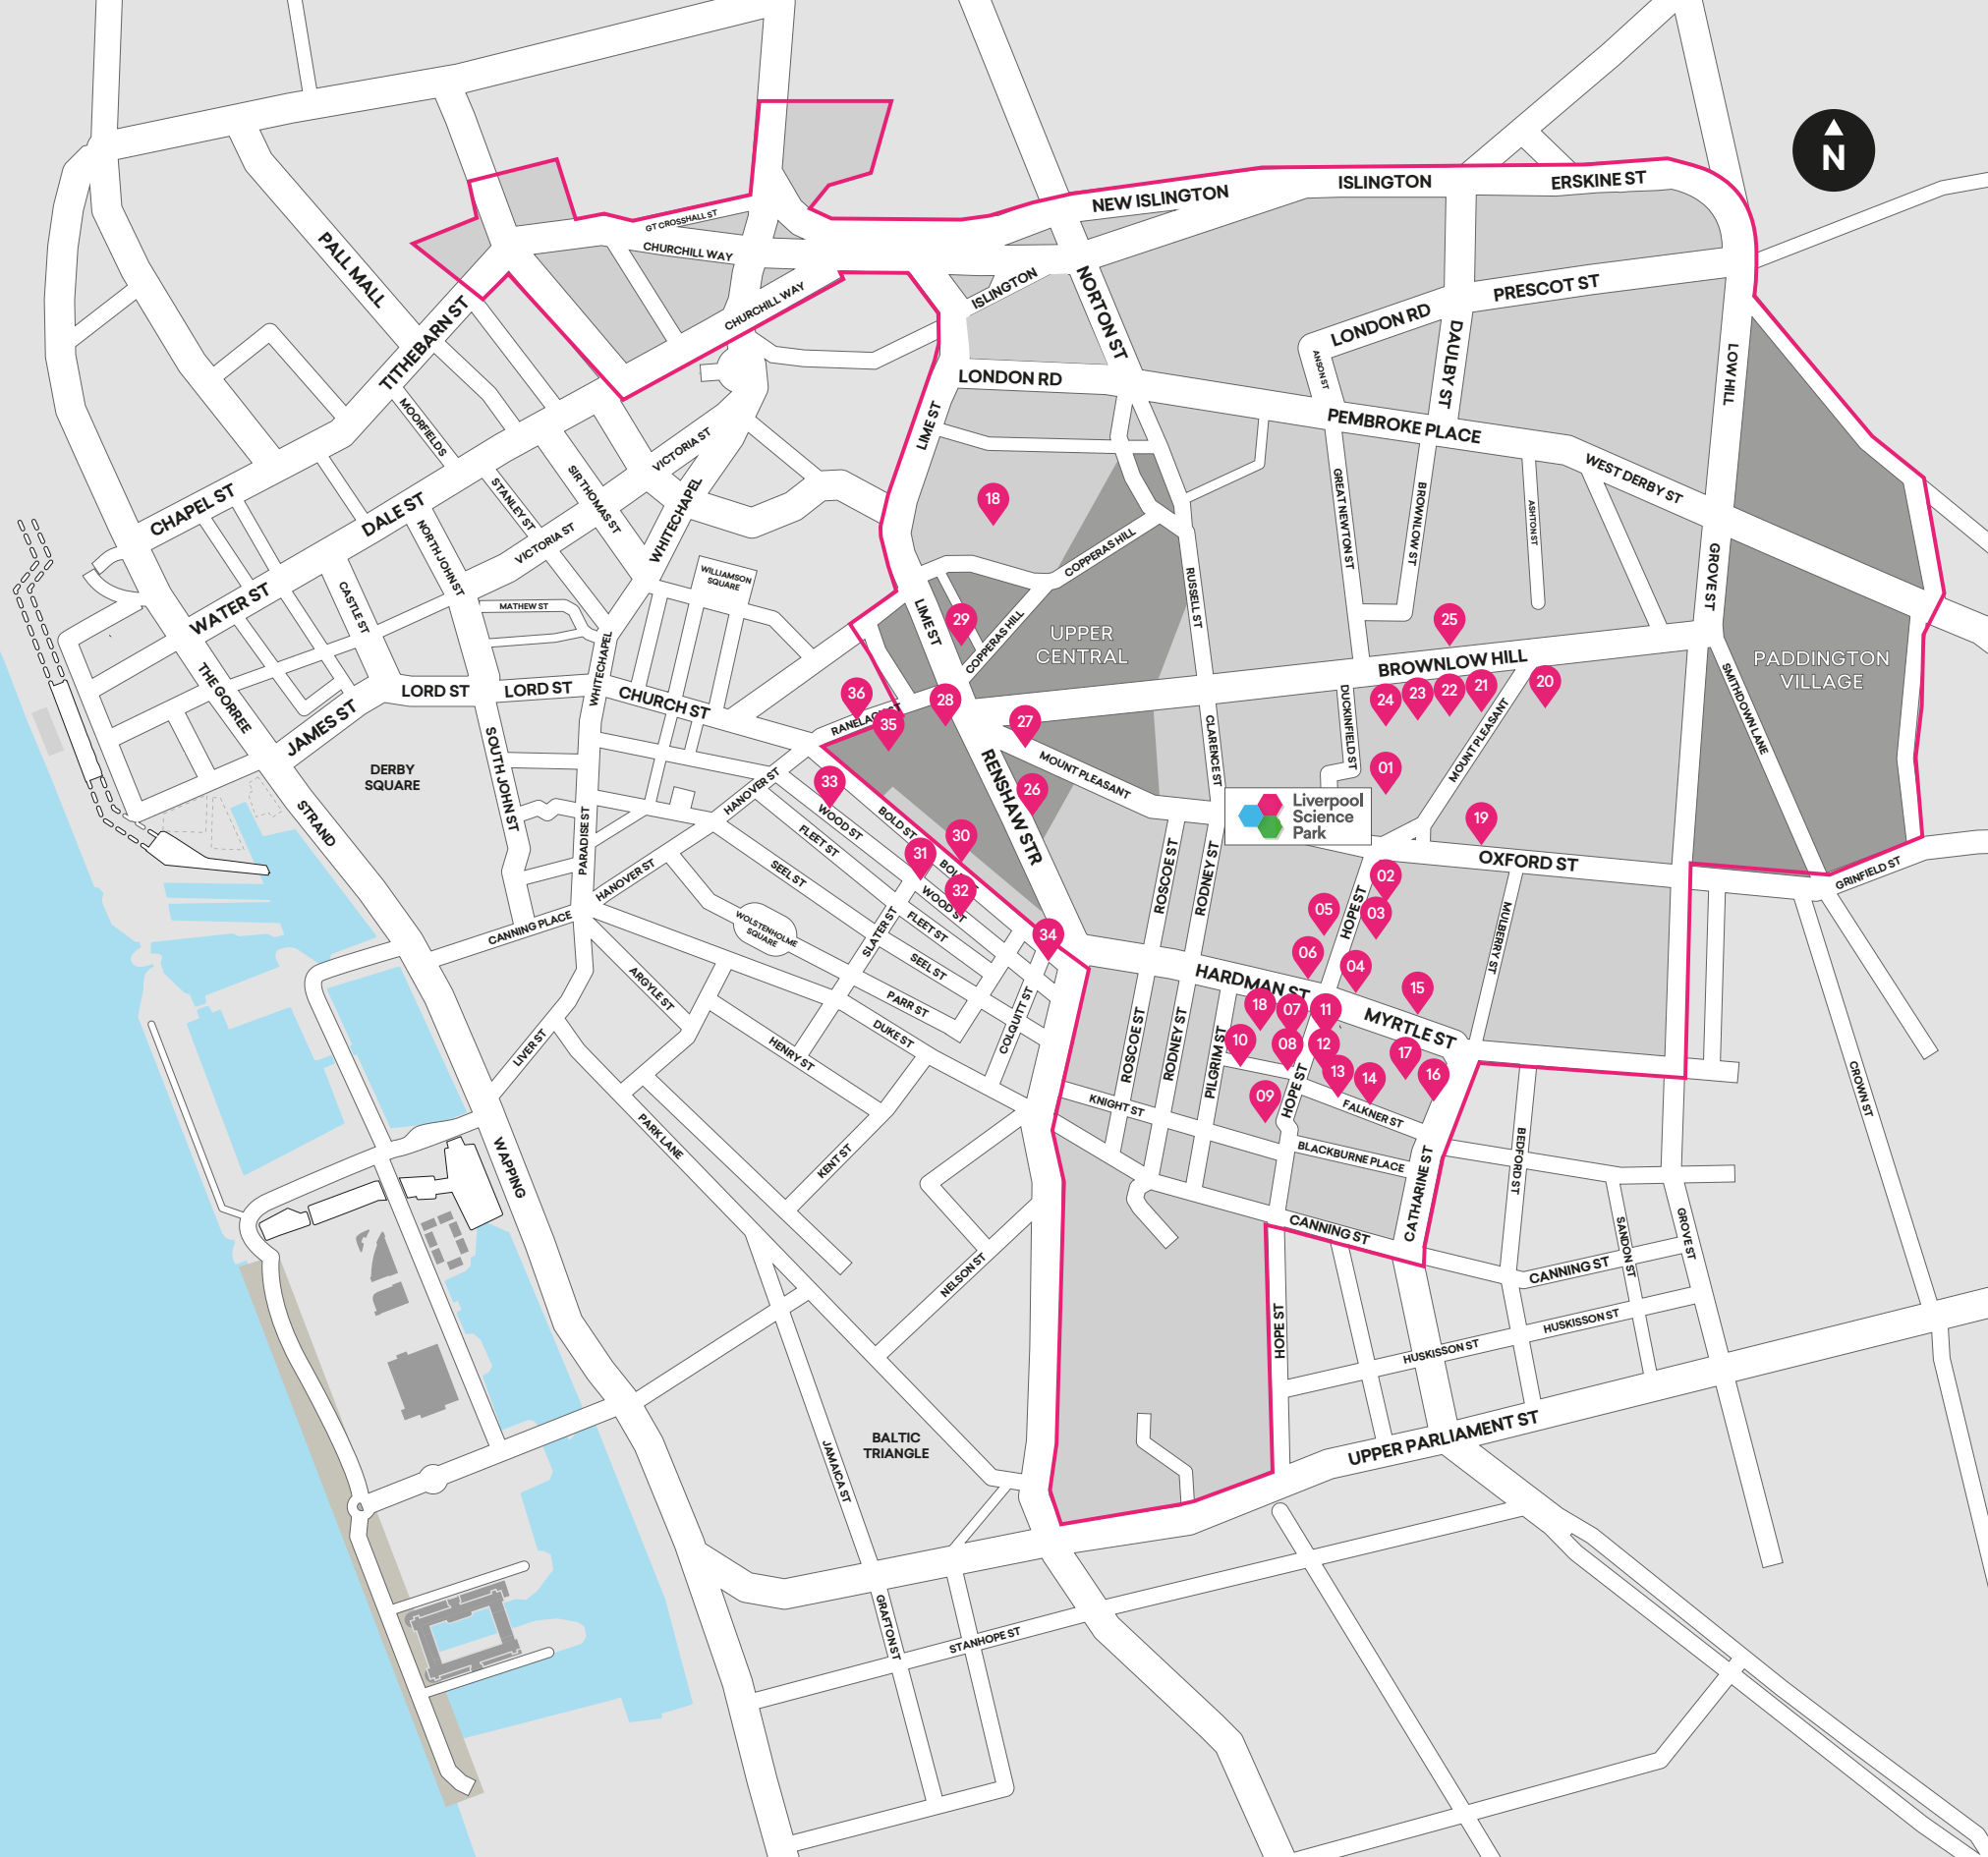 N
NEW ISLINGTON
ISLINGTON
ERSKINE ST
GT CROSSHALL ST
CHURCHILL WAY
CHURCHILL WAY
ISLINGTON
NORTON ST
PALL MALL
TITHEBARN ST
PRESCOT ST
LONDON RD
DAULBY ST
ANSON ST
LOW HILL
LONDON RD
PEMBROKE PLACE
WEST DERBY ST
MOORFIELDS
LIME ST
VICTORIA ST
STANLEY ST
SIR THOMAS ST
WHITECHAPEL
CHAPEL ST
DALE ST
NORTH JOHN ST
VICTORIA ST
18
GREAT NEWTON ST
BROWNLOW ST
ASHTON ST
COPPERAS HILL
RUSSELL ST
GROVE ST
WILLIAMSON
SQUARE
WATER ST
CASTLE ST
MATHEW ST
LIME ST
29
COPPERAS HILL
UPPER
CENTRAL
25
BROWNLOW HILL
PADDINGTON
VILLAGE
THE GORREE
LORD ST
LORD ST
WHITECHAPEL
CHURCH ST
36
RANELAGH ST
35
28
27
24
23
22
21
20
DUCKINFIELD ST
MOUNT PLEASANT
SMITHDOWN LANE
JAMES ST
DERBY
SQUARE
SOUTH JOHN ST
CLARENCE ST
RENSHAW STR
MOUNT PLEASANT
01
33
26
HANOVER ST
STRAND
PARADISE ST
WOOD ST
BOLD ST
FLEET ST
Liverpool
Science
Park
19
OXFORD ST
30
31
BOLD ST
32
WOOD ST
SEEL ST
HANOVER ST
ROSCOE ST
RODNEY ST
02
HOPE ST
03
05
GRINFIELD ST
CANNING PLACE
WOLSTENHOLME
SQUARE
SLATER ST
FLEET ST
SEEL ST
34
06
04
MULBERRY ST
HARDMAN ST
15
ARGYLE ST
PARR ST
DUKE ST
COLQUITT ST
18
07
11
MYRTLE ST
10
08
12
17
13
14
16
09
LIVER ST
HENRY ST
ROSCOE ST
RODNEY ST
PILGRIM ST
HOPE ST
FALKNER ST
KNIGHT ST
BLACKBURNE PLACE
CROWN ST
PARK LANE
KENT ST
WAPPING
CATHARINE ST
BEDFORD ST
CANNING ST
SANDON ST
GROVE ST
CANNING ST
NELSON ST
HOPE ST
HUSKISSON ST
HUSKISSON ST
UPPER PARLIAMENT ST
BALTIC
TRIANGLE
JAMAICA ST
GRAFTON ST
STANHOPE ST